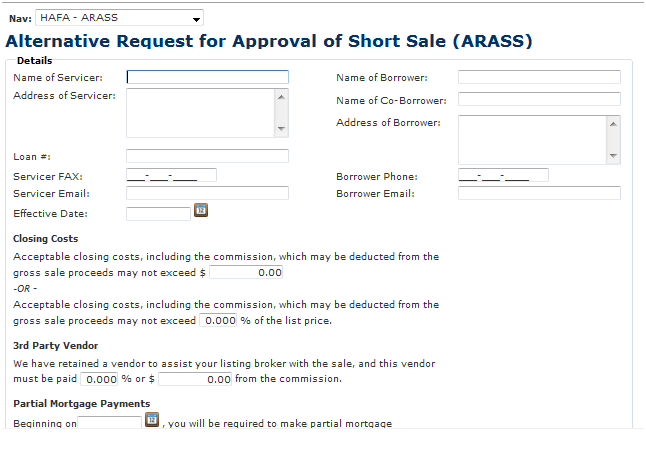 Nav: HAFA - ARASS
Alternative Request for Approval of Short Sale (ARASS)
Details
Name of Servicer:
Name of Borrower:
Address of Servicer:
Name of Co-Borrower:
Address of Borrower:
Loan #:
Servicer FAX: ___-___-____
Borrower Phone: ___-___-____
Servicer Email:
Borrower Email:
Effective Date:
Closing Costs
Acceptable closing costs, including the commission, which may be deducted from the
gross sale proceeds may not exceed $ 0.00
-OR -
Acceptable closing costs, including the commission, which may be deducted from the
gross sale proceeds may not exceed 0.000 % of the list price.
3rd Party Vendor
We have retained a vendor to assist your listing broker with the sale, and this vendor
must be paid 0.000 % or $ 0.00 from the commission.
Partial Mortgage Payments
Beginning on , you will be required to make partial mortgage